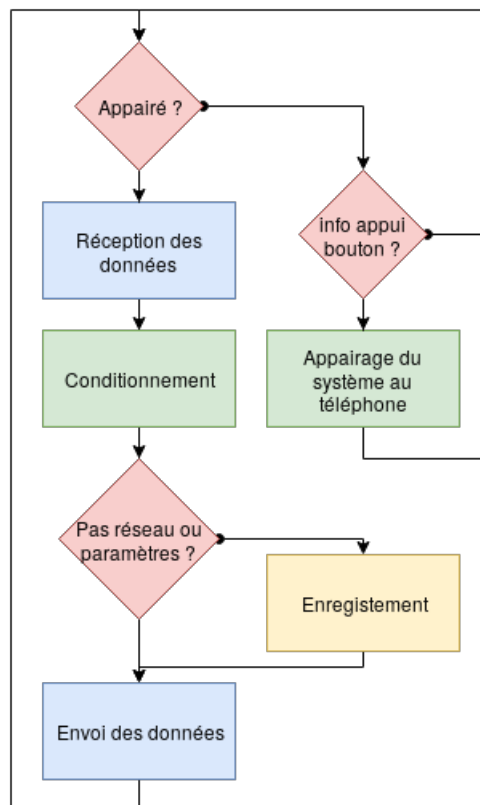 Appairé ?
info appui
bouton ?
Réception des
données
Conditionnement
Appairage du
système au
téléphone
Pas réseau ou
paramètres ?
Enregistement
Envoi des données